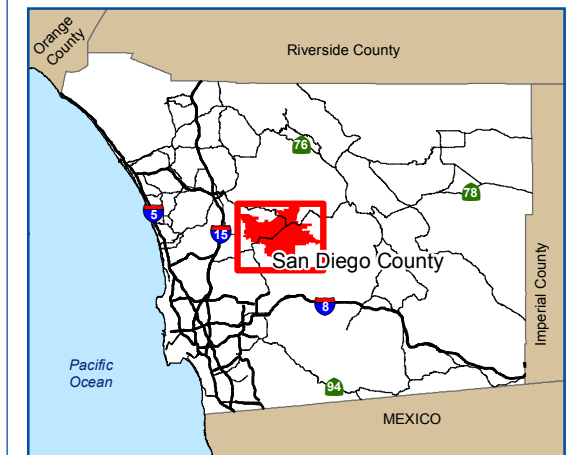 Orange
County
Riverside County
76
78
5
15
San Diego County
Imperial County
8
Pacific
Ocean
94
MEXICO